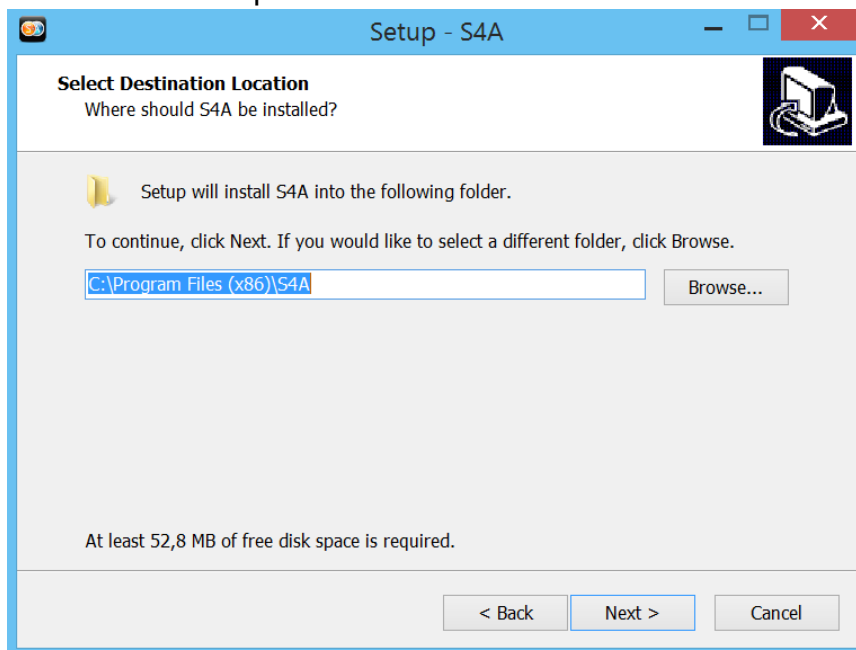 Setup - S4A
Select Destination Location
Where should S4A be installed?
Setup will install S4A into the following folder.
To continue, click Next. If you would like to select a different folder, click Browse.
C:\Program Files (x86)\S4A
Browse...
At least 52,8 MB of free disk space is required.
< Back
Next >
Cancel